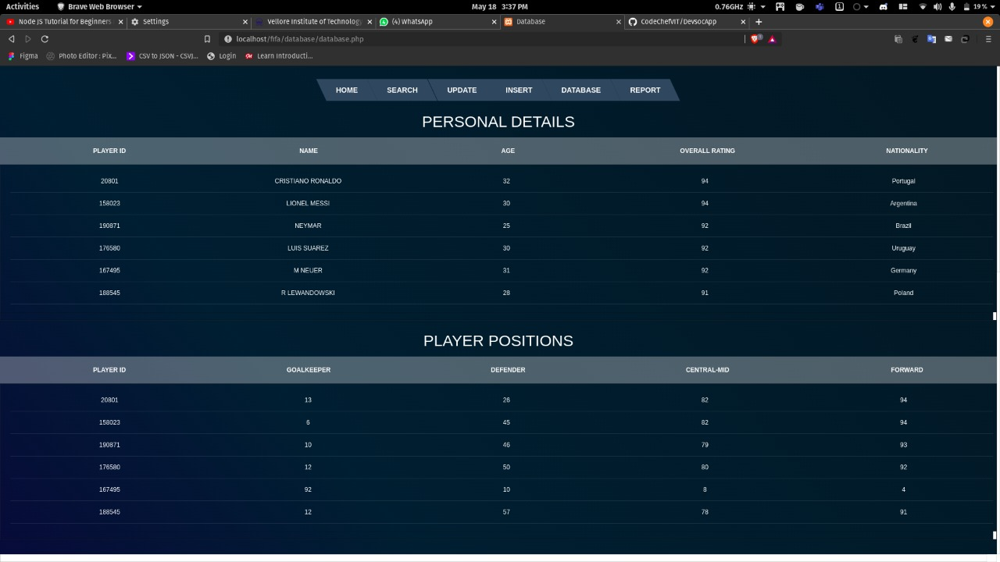 Activities Brave Web Browser May 18 3:37 PM 0.76GHz 1 19%
Node JS Tutorial for Beginners Settings Vellore Institute of Technology (4) WhatsApp Database CodeChefVIT/DevsocApp
localhost/fifa/database/database.php
Figma Photo Editor : Pix... CSV to JSON - CSVJ... Login Learn Introducti...
HOME SEARCH UPDATE INSERT DATABASE REPORT
PERSONAL DETAILS
PLAYER ID NAME AGE OVERALL RATING NATIONALITY
20801 CRISTIANO RONALDO 32 94 Portugal
158023 LIONEL MESSI 30 94 Argentina
190871 NEYMAR 25 92 Brazil
176580 LUIS SUAREZ 30 92 Uruguay
167495 M NEUER 31 92 Germany
188545 R LEWANDOWSKI 28 91 Poland
PLAYER POSITIONS
PLAYER ID GOALKEEPER DEFENDER CENTRAL-MID FORWARD
20801 13 26 82 94
158023 6 45 82 94
190871 10 46 79 93
176580 12 50 80 92
167495 92 10 8 4
188545 12 57 78 91